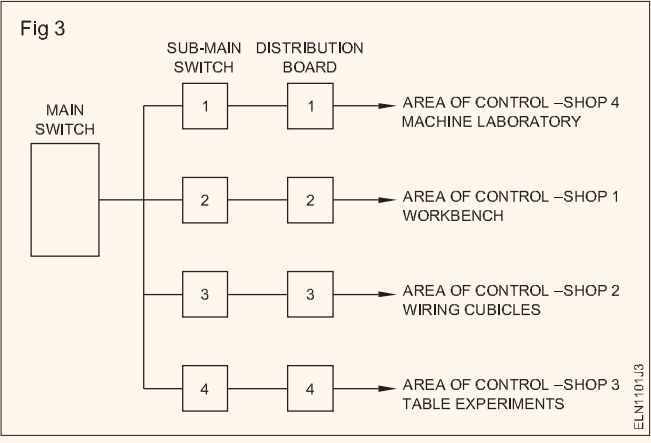 Fig 3
SUB-MAIN
SWITCH
DISTRIBUTION
BOARD
MAIN
SWITCH
1
1
AREA OF CONTROL –SHOP 4
MACHINE LABORATORY
2
2
AREA OF CONTROL –SHOP 1
WORKBENCH
3
3
AREA OF CONTROL –SHOP 2
WIRING CUBICLES
4
4
AREA OF CONTROL –SHOP 3
TABLE EXPERIMENTS
ELN1101J3